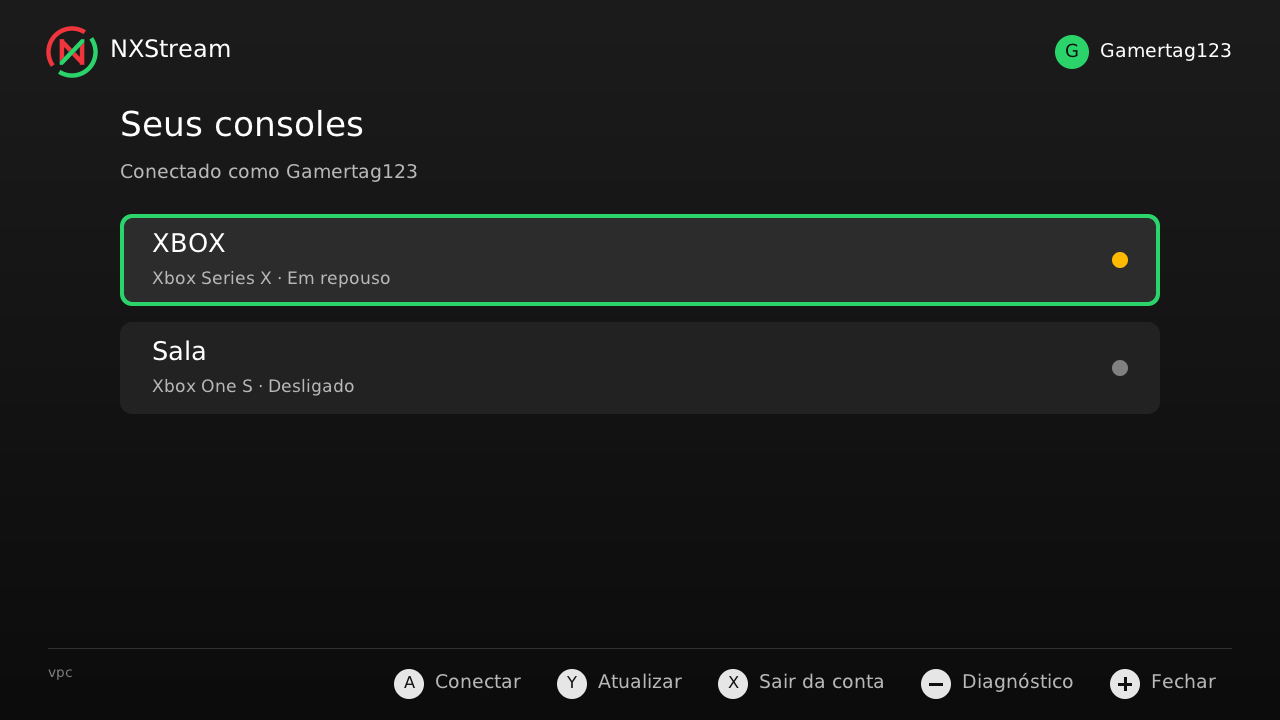 NXStream
G Gamertag123
Seus consoles
Conectado como Gamertag123
XBOX
Xbox Series X · Em repouso
Sala
Xbox One S · Desligado
vpc
A Conectar Y Atualizar X Sair da conta − Diagnóstico + Fechar